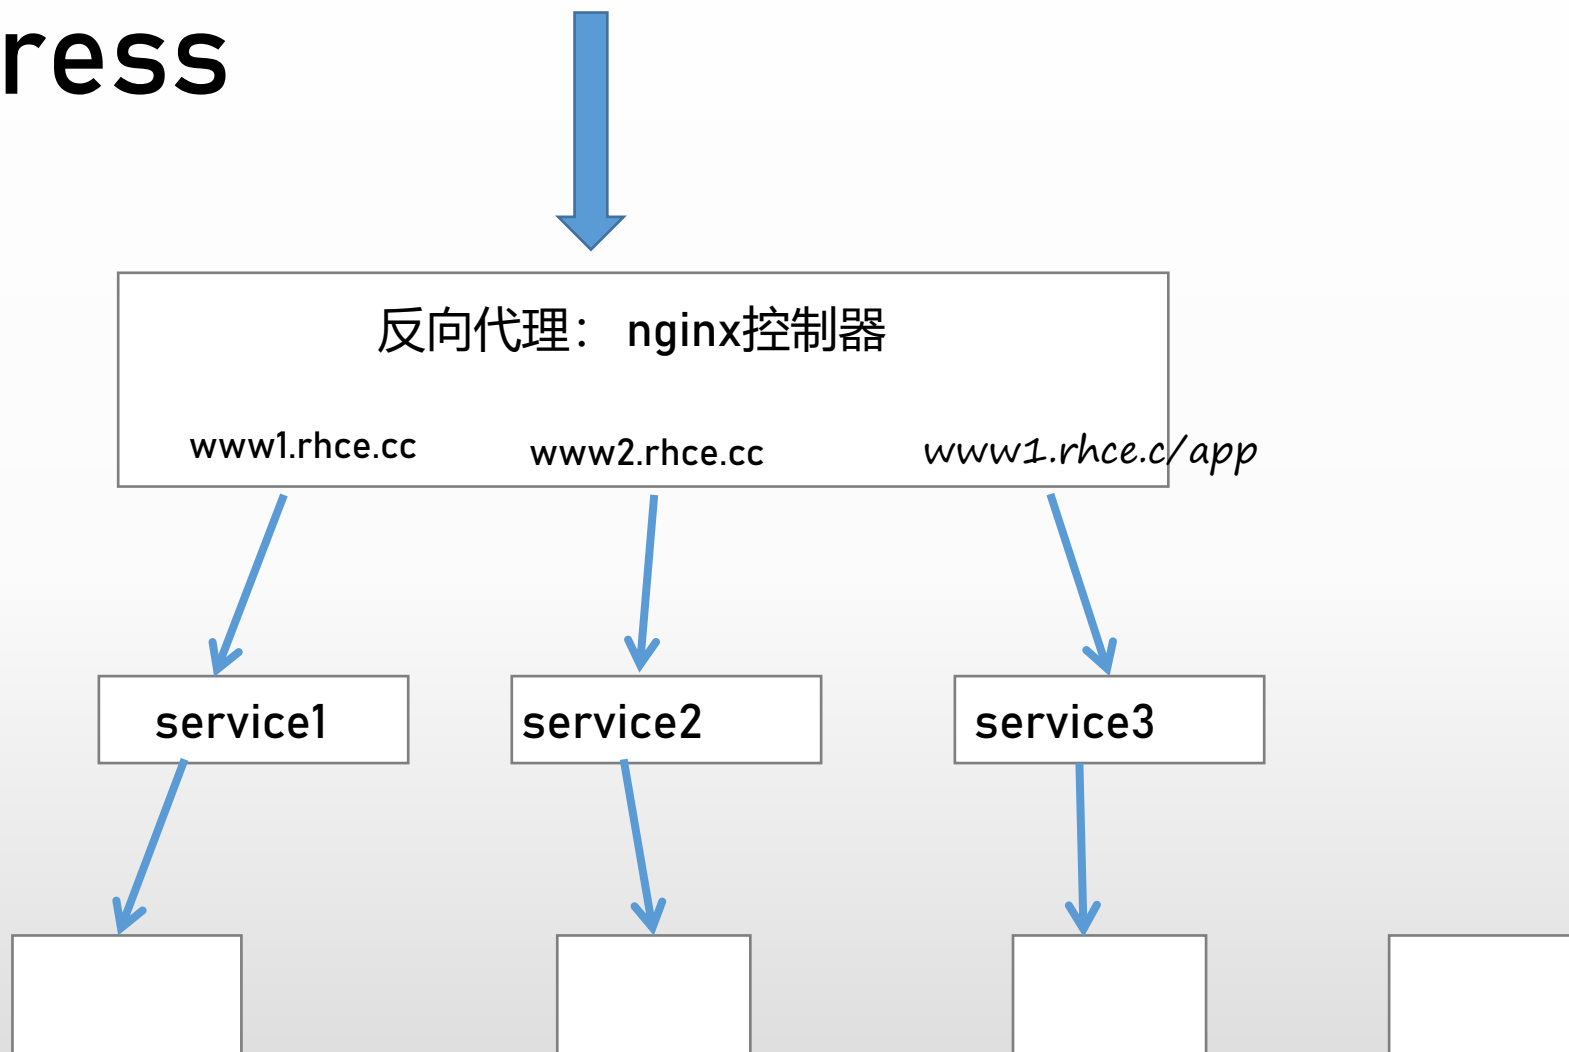 ress
反向代理： nginx控制器
www1.rhce.cc
www2.rhce.cc
www1.rhce.c/app
service1
service2
service3